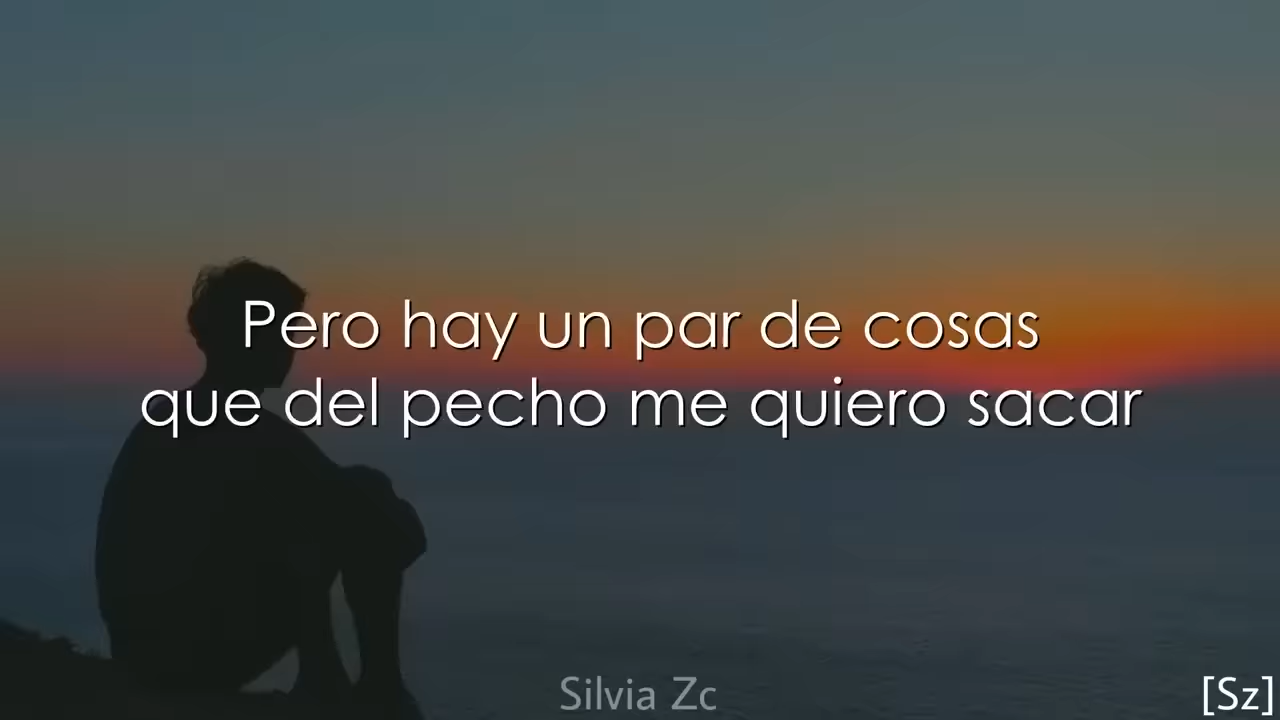 Pero hay un par de cosas
que del pecho me quiero sacar
Silvia Zc
[Sz]